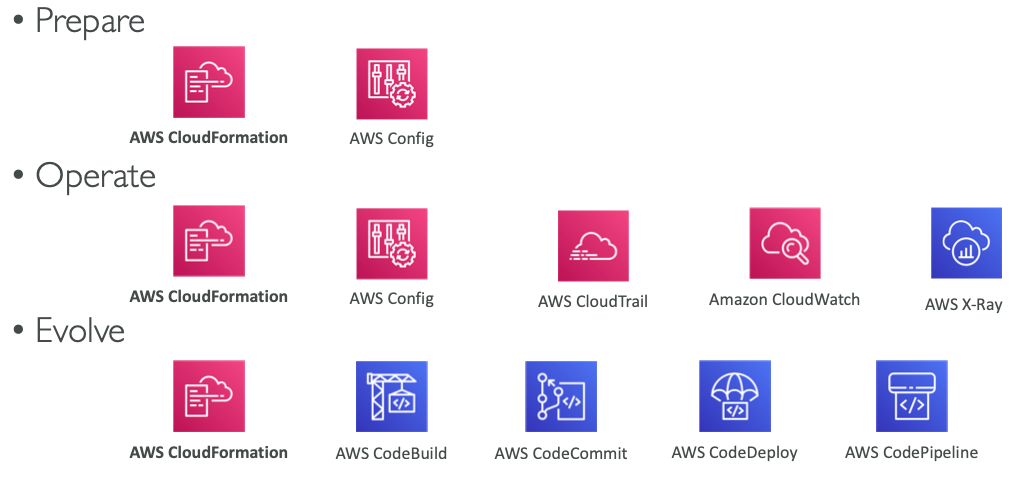 • Prepare
AWS CloudFormation AWS Config
• Operate
AWS CloudFormation AWS Config AWS CloudTrail Amazon CloudWatch AWS X-Ray
• Evolve
AWS CloudFormation AWS CodeBuild AWS CodeCommit AWS CodeDeploy AWS CodePipeline